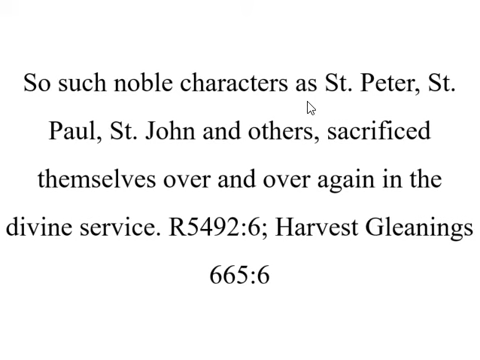 So such noble characters as St. Peter, St.
Paul, St. John and others, sacrificed
themselves over and over again in the
divine service. R5492:6; Harvest Gleanings
665:6